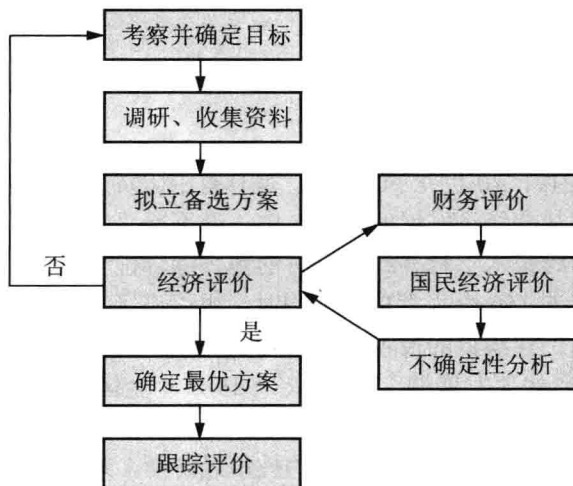 考察并确定目标
调研、收集资料
拟立备选方案
财务评价
否
经济评价
国民经济评价
是
确定最优方案
不确定性分析
跟踪评价